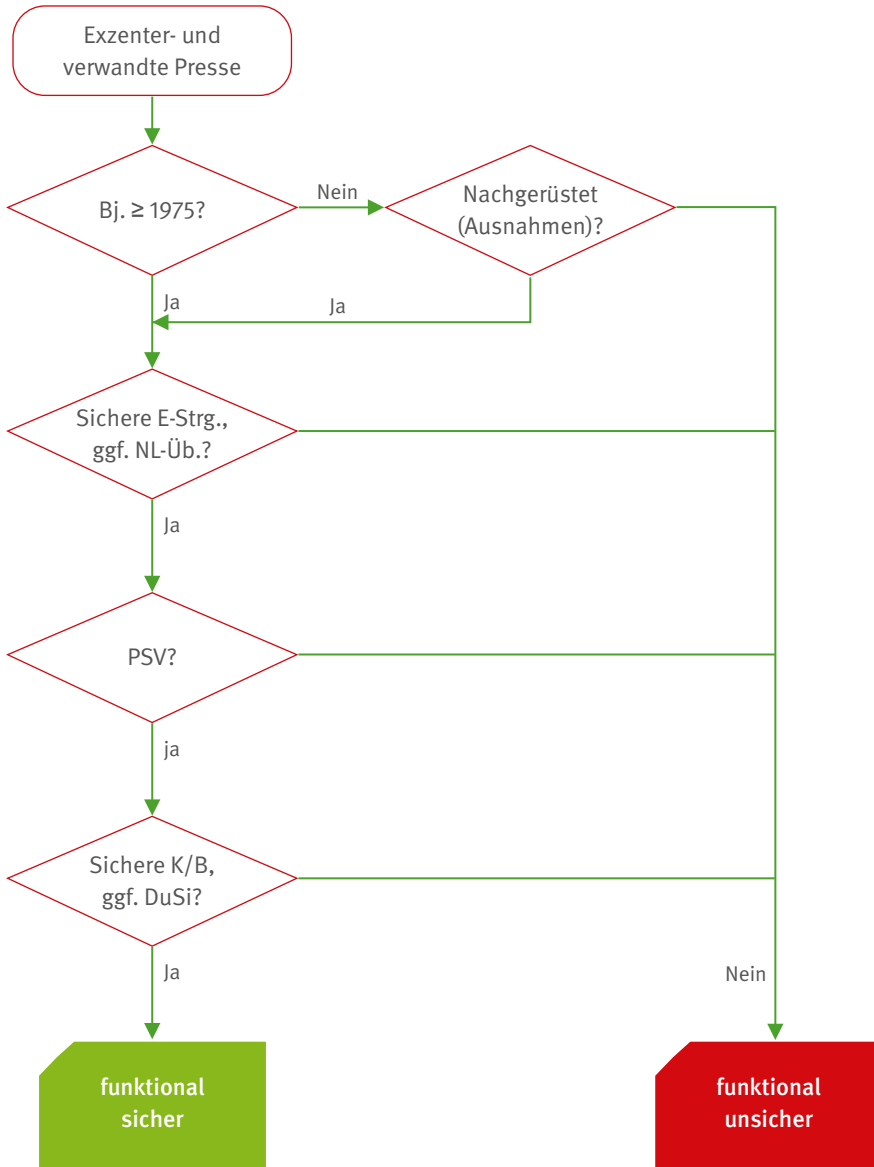 Exzenter- und
verwandte Presse
Bj. ≥ 1975?
Nein
Nachgerüstet
(Ausnahmen)?
Ja
Ja
Sichere E-Strg.,
ggf. NL-Üb.?
Ja
PSV?
ja
Sichere K/B,
ggf. DuSi?
Ja
Nein
funktional
sicher
funktional
unsicher